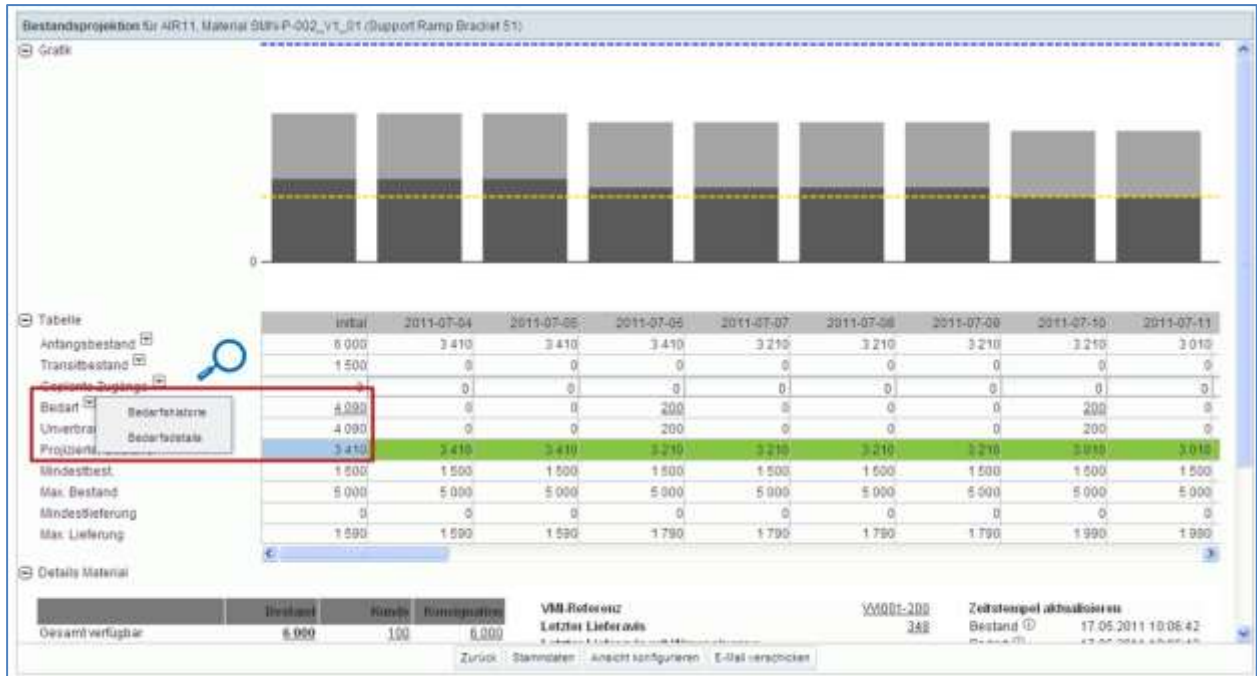 Bestandsprojektion für AIR11, Material SMN-P-002_V1_01 (Support Ramp Bracket 51)
Grafik
0
Tabelle initial 2011-07-04 2011-07-05 2011-07-06 2011-07-07 2011-07-08 2011-07-09 2011-07-10 2011-07-11
Anfangsbestand 6 000 3 410 3 410 3 410 3 210 3 210 3 210 3 210 3 010
Transitbestand 1 500 0 0 0 0 0 0 0 0
Geplante Zugänge 0 0 0 0 0 0 0 0 0
Bedarf 4 090 0 0 200 0 0 0 200 0
Bedarfshistorie
Unverbra 4 090 0 0 200 0 0 0 200 0
Bedarfsdetails
Projizierte 3 410 3 410 3 410 3 210 3 210 3 210 3 210 3 010 3 010
Mindestbest. 1 500 1 500 1 500 1 500 1 500 1 500 1 500 1 500 1 500
Max. Bestand 5 000 5 000 5 000 5 000 5 000 5 000 5 000 5 000 5 000
Mindestlieferung 0 0 0 0 0 0 0 0 0
Max. Lieferung 1 590 1 590 1 590 1 790 1 790 1 790 1 790 1 990 1 990
Details Material
Bestand Kunde Konsignation VMI-Referenz VMI001-200 Zeitstempel aktualisieren
Gesamt verfügbar 6.000 100 6.000 Letzter Lieferavis 348 Bestand 17.05.2011 10:06:42
Zurück Stammdaten Ansicht konfigurieren E-Mail verschicken